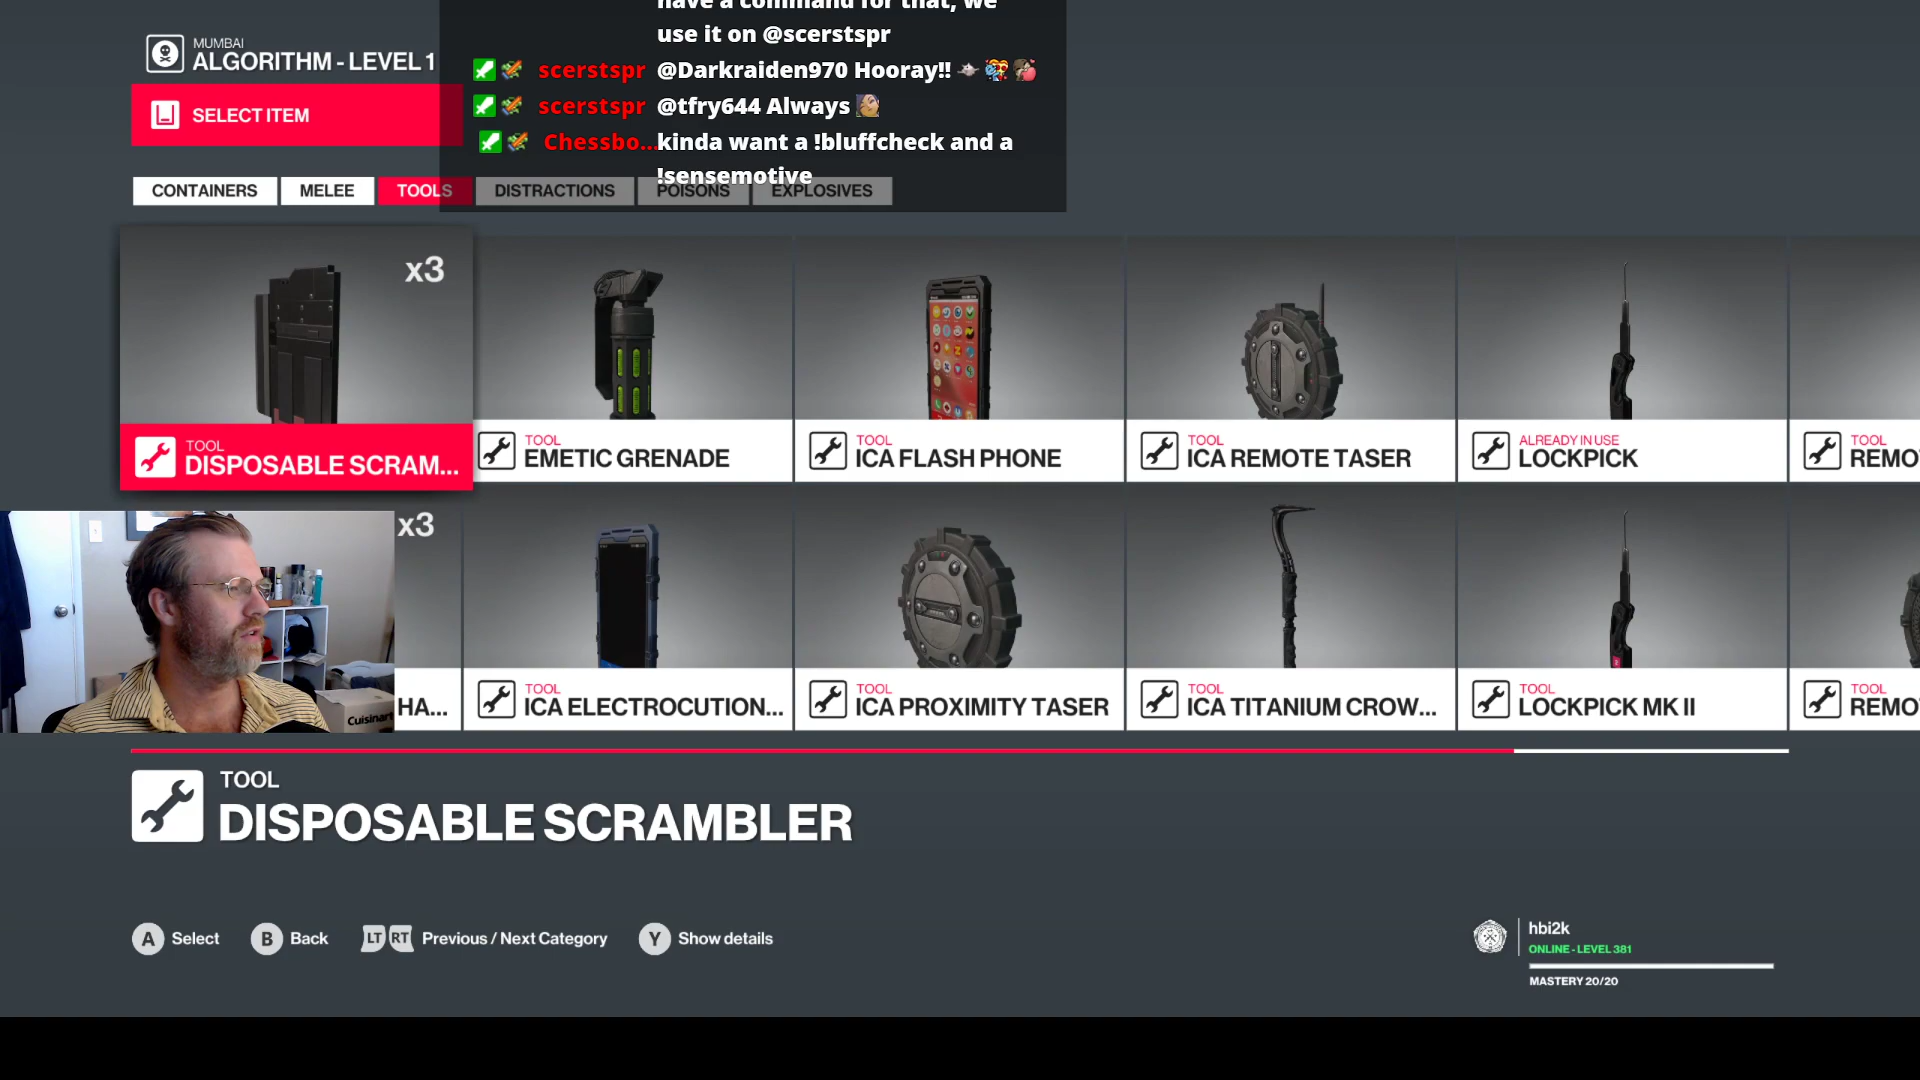 have a command for that, we
use it on @scerstspr
scerstspr @Darkraiden970 Hooray!!
scerstspr @tfry644 Always
Chessbo... kinda want a !bluffcheck and a
!sensemotive
MUMBAI
ALGORITHM - LEVEL 1
SELECT ITEM
CONTAINERS MELEE TOOLS DISTRACTIONS POISONS EXPLOSIVES
x3
TOOL
DISPOSABLE SCRAM...
TOOL
EMETIC GRENADE
TOOL
ICA FLASH PHONE
TOOL
ICA REMOTE TASER
ALREADY IN USE
LOCKPICK
TOOL
REMO
x3
HA...
TOOL
ICA ELECTROCUTION...
TOOL
ICA PROXIMITY TASER
TOOL
ICA TITANIUM CROW...
TOOL
LOCKPICK MK II
TOOL
REMO
Cuisinart
TOOL
DISPOSABLE SCRAMBLER
A Select B Back LT RT Previous / Next Category Y Show details
hbi2k
ONLINE - LEVEL 381
MASTERY 20/20